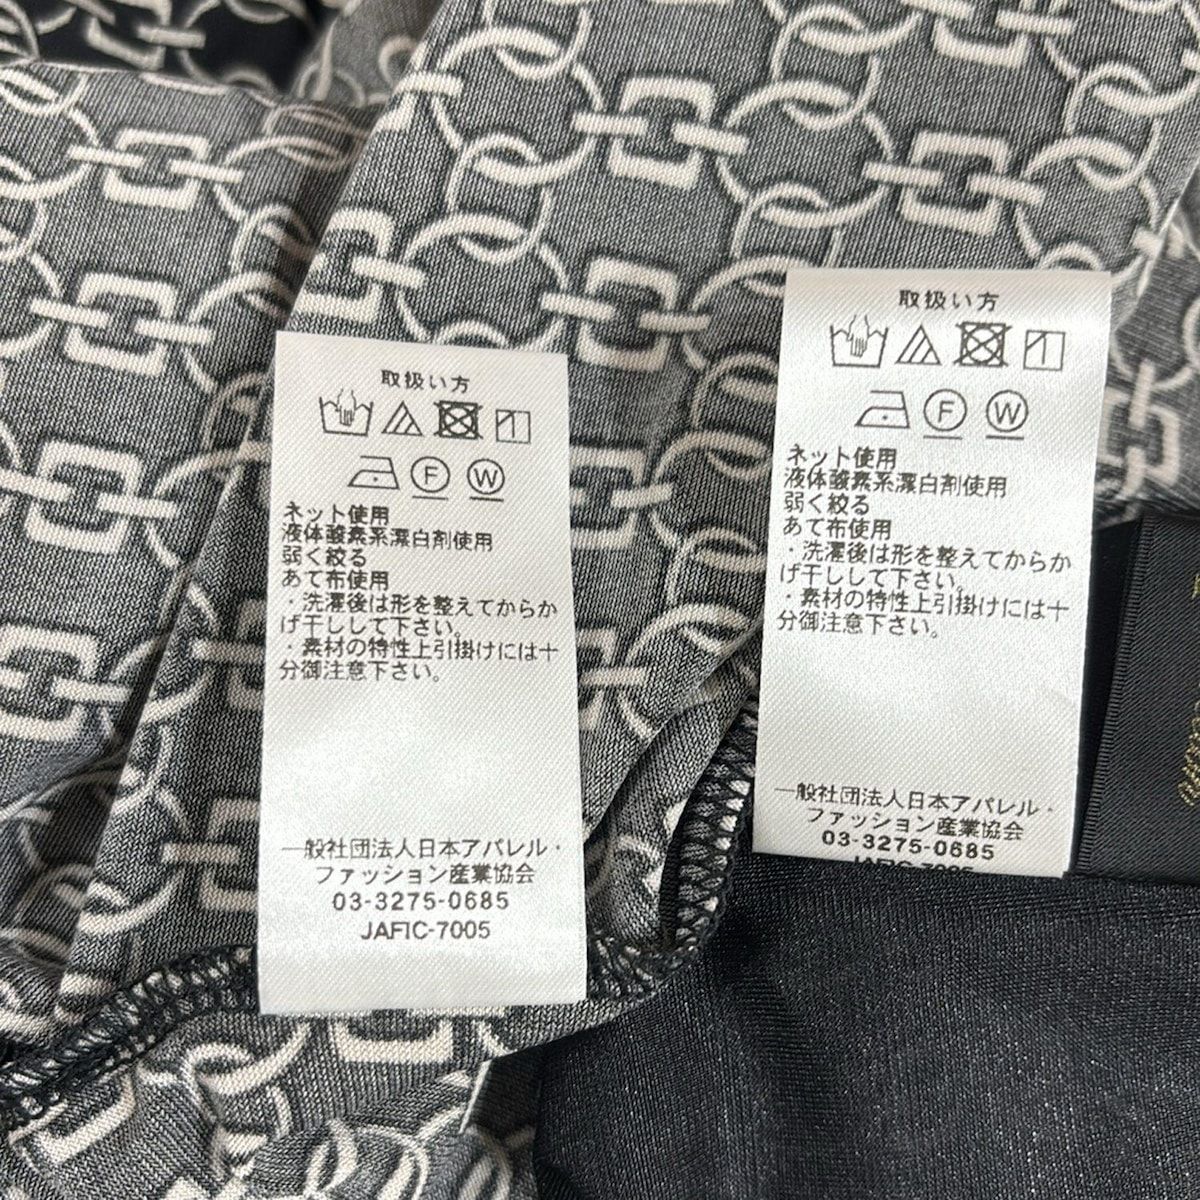 取扱い方
F W
ネット使用
液体酸素系漂白剤使用
弱く絞る
あて布使用
・洗濯後は形を整えてからか
げ干しして下さい。
・素材の特性上引掛けには十
分御注意下さい。
一般社団法人日本アパレル・
ファッション産業協会
03-3275-0685
JAFIC-7005
取扱い方
F W
ネット使用
液体酸素系漂白剤使用
弱く絞る
あて布使用
・洗濯後は形を整えてからか
げ干しして下さい。
・素材の特性上引掛けには十
分御注意下さい。
一般社団法人日本アパレル・
ファッション産業協会
03-3275-0685
JAFIC-7005